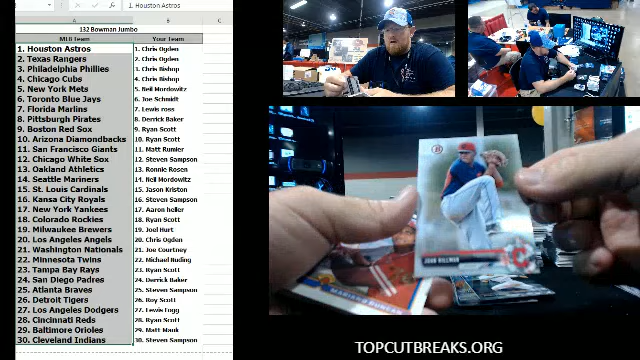 1. Houston Astros
132 Bowman Jumbo
MLB Team Your Team
1. Houston Astros 1. Chris Ogden
2. Texas Rangers 2. Chris Ogden
3. Philadelphia Phillies 3. Chris Bishop
4. Chicago Cubs 4. Chris Bishop
5. New York Mets 5. Neil Mordowitz
6. Toronto Blue Jays 6. Joe Schmidt
7. Florida Marlins 7. Lewis ross
8. Pittsburgh Pirates 8. Derrick Baker
9. Boston Red Sox 9. Ryan Scott
10. Arizona Diamondbacks 10. Ryan Scott
11. San Francisco Giants 11. Matt Rumier
12. Chicago White Sox 12. Steven Sampson
13. Oakland Athletics 13. Ronnie Rosen
14. Seattle Mariners 14. Neil Mordowitz
15. St. Louis Cardinals 15. Jason Kriston
16. Kansa City Royals 16. Steven Sampson
17. New York Yankees 17. Aaron heller
18. Colorado Rockies 18. Ryan Scott
19. Milwaukee Brewers 19. Joel Hurt
20. Los Angeles Angels 20. Chris Ogden
21. Washington Nationals 21. Joe Courtney
22. Minnesota Twins 22. Michael Ruding
23. Tampa Bay Rays 23. Ryan Scott
24. San Diego Padres 24. Derrick Baker
25. Atlanta Braves 25. Steven Sampson
26. Detroit Tigers 26. Roy Scott
27. Los Angeles Dodgers 27. Lewis Fogg
28. Cincinnati Reds 28. Ryan Scott
29. Baltimore Orioles 29. Matt Mauk
30. Cleveland Indians 30. Steven Sampson
JUAN HILLMAN
MARIANO DUNCAN
TOPCUTBREAKS.ORG